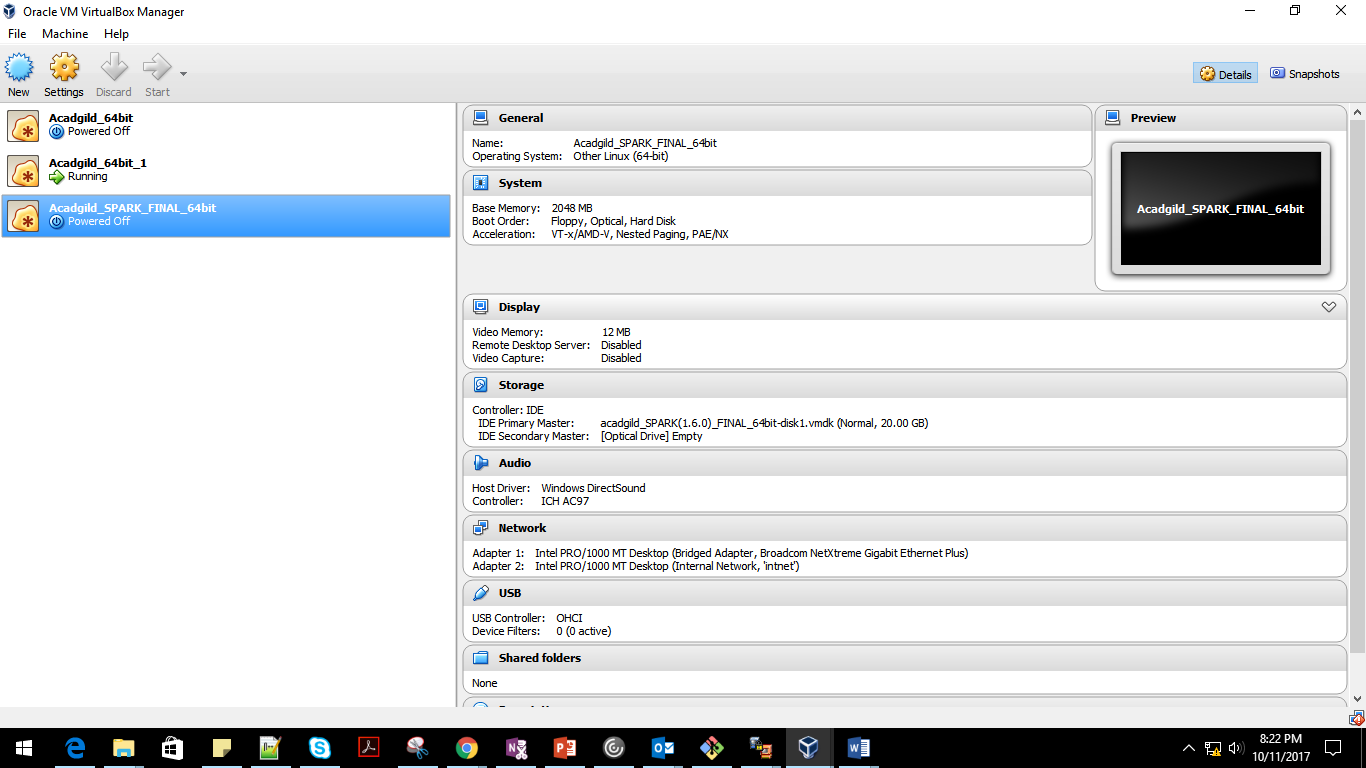 Oracle VM VirtualBox Manager
File Machine Help
New Settings Discard Start Details Snapshots
Acadgild_64bit
Powered Off
Acadgild_64bit_1
Running
Acadgild_SPARK_FINAL_64bit
Powered Off
General
Name: Acadgild_SPARK_FINAL_64bit
Operating System: Other Linux (64-bit)
System
Base Memory: 2048 MB
Boot Order: Floppy, Optical, Hard Disk
Acceleration: VT-x/AMD-V, Nested Paging, PAE/NX
Preview
Acadgild_SPARK_FINAL_64bit
Display
Video Memory: 12 MB
Remote Desktop Server: Disabled
Video Capture: Disabled
Storage
Controller: IDE
IDE Primary Master: acadgild_SPARK(1.6.0)_FINAL_64bit-disk1.vmdk (Normal, 20.00 GB)
IDE Secondary Master: [Optical Drive] Empty
Audio
Host Driver: Windows DirectSound
Controller: ICH AC97
Network
Adapter 1: Intel PRO/1000 MT Desktop (Bridged Adapter, Broadcom NetXtreme Gigabit Ethernet Plus)
Adapter 2: Intel PRO/1000 MT Desktop (Internal Network, 'intnet')
USB
USB Controller: OHCI
Device Filters: 0 (0 active)
Shared folders
None
8:22 PM
10/11/2017